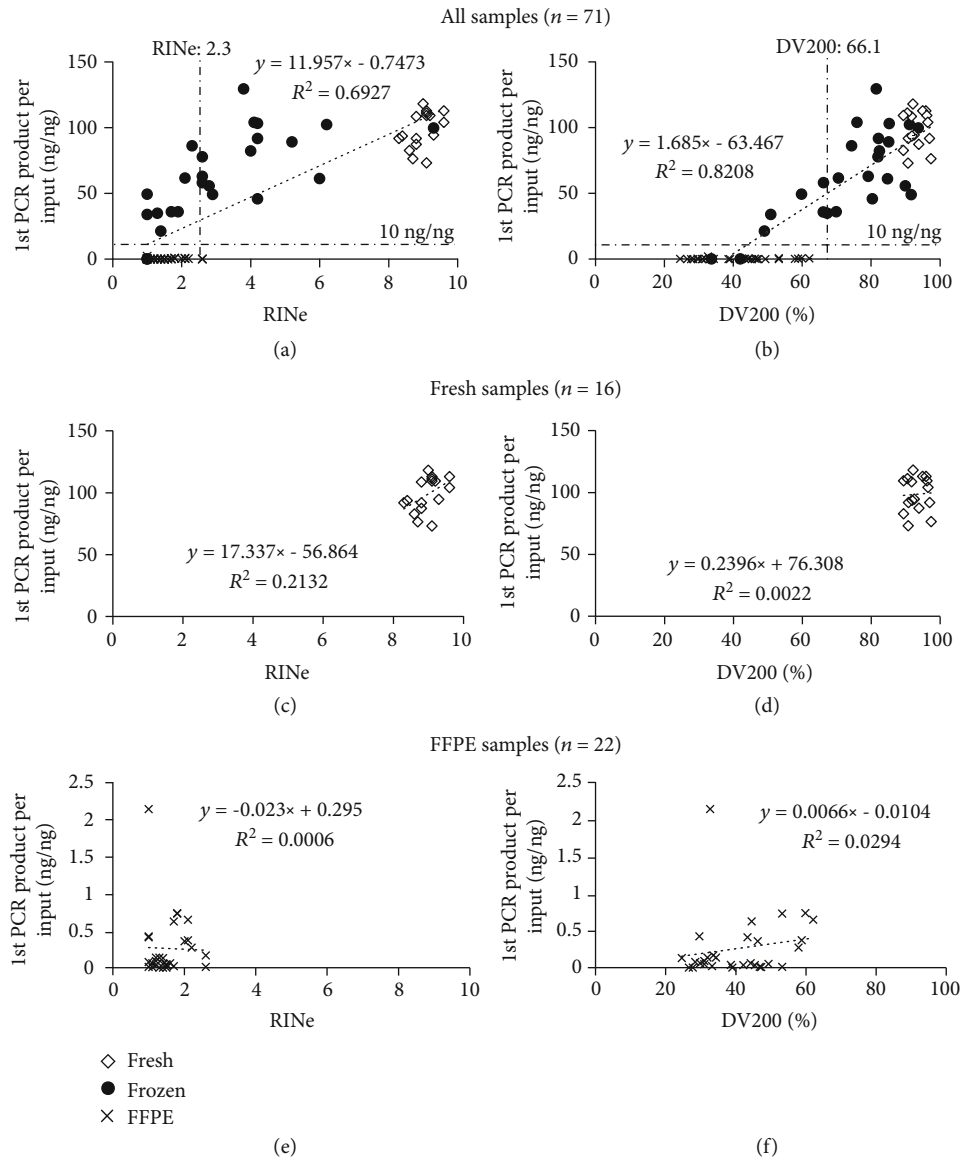 All samples (n = 71)
RINe: 2.3
y = 11.957× - 0.7473
R² = 0.6927
10 ng/ng
150
100
50
0
0 2 4 6 8 10
1st PCR product per
input (ng/ng)
RINe
(a)
DV200: 66.1
y = 1.685× - 63.467
R² = 0.8208
10 ng/ng
150
100
50
0
0 20 40 60 80 100
1st PCR product per
input (ng/ng)
DV200 (%)
(b)
Fresh samples (n = 16)
150
100
50
0
0 2 4 6 8 10
1st PCR product per
input (ng/ng)
y = 17.337× - 56.864
R² = 0.2132
RINe
(c)
150
100
50
0
0 20 40 60 80 100
1st PCR product per
input (ng/ng)
y = 0.2396× + 76.308
R² = 0.0022
DV200 (%)
(d)
FFPE samples (n = 22)
2.5
2
1.5
1
0.5
0
0 2 4 6 8 10
1st PCR product per
input (ng/ng)
y = -0.023× + 0.295
R² = 0.0006
RINe
2.5
2
1.5
1
0.5
0
0 20 40 60 80 100
1st PCR product per
input (ng/ng)
y = 0.0066× - 0.0104
R² = 0.0294
DV200 (%)
Fresh
Frozen
FFPE
(e)
(f)